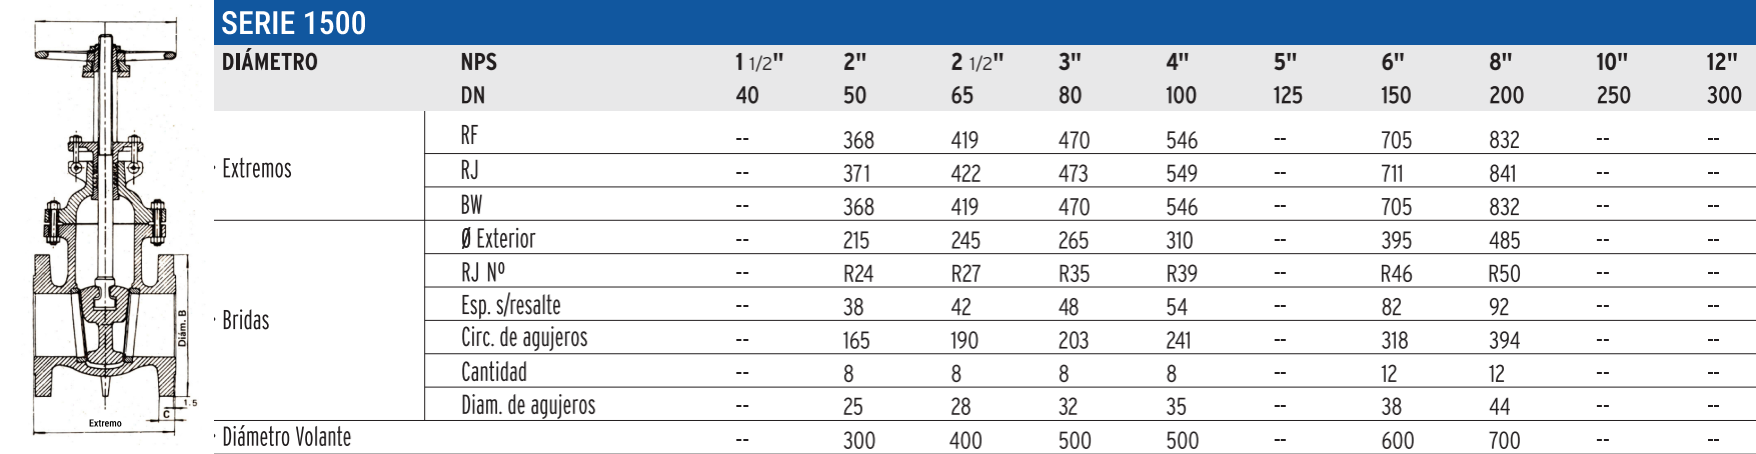 SERIE 1500
DIÁMETRO NPS 1 1/2" 2" 2 1/2" 3" 4" 5" 6" 8" 10" 12"
DN 40 50 65 80 100 125 150 200 250 300
Extremos
RF -- 368 419 470 546 -- 705 832 -- --
RJ -- 371 422 473 549 -- 711 841 -- --
BW -- 368 419 470 546 -- 705 832 -- --
Bridas
Ø Exterior -- 215 245 265 310 -- 395 485 -- --
RJ Nº -- R24 R27 R35 R39 -- R46 R50 -- --
Esp. s/resalte -- 38 42 48 54 -- 82 92 -- --
Circ. de agujeros -- 165 190 203 241 -- 318 394 -- --
Cantidad -- 8 8 8 8 -- 12 12 -- --
Diam. de agujeros -- 25 28 32 35 -- 38 44 -- --
Diámetro Volante -- 300 400 500 500 -- 600 700 -- --
Diám. B
1.5
C
Extremo